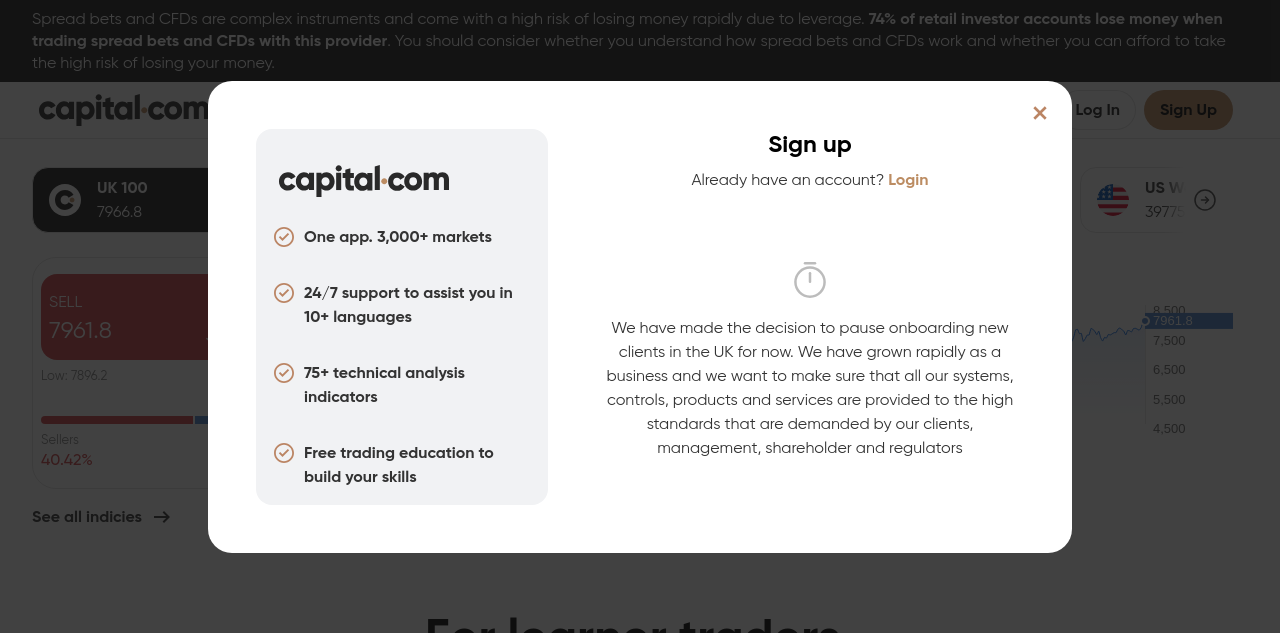 Spread bets and CFDs are complex instruments and come with a high risk of losing money rapidly due to leverage. 74% of retail investor accounts lose money when
trading spread bets and CFDs with this provider. You should consider whether you understand how spread bets and CFDs work and whether you can afford to take
the high risk of losing your money.
capital.com
Log In
Sign Up
UK 100
7966.8
US W
39773
SELL
7961.8
Low: 7896.2
Sellers
40.42%
See all indicies
8,500
7961.8
7,500
6,500
5,500
4,500
capital.com
One app. 3,000+ markets
24/7 support to assist you in
10+ languages
75+ technical analysis
indicators
Free trading education to
build your skills
Sign up
Already have an account? Login
We have made the decision to pause onboarding new
clients in the UK for now. We have grown rapidly as a
business and we want to make sure that all our systems,
controls, products and services are provided to the high
standards that are demanded by our clients,
management, shareholder and regulators
For learner traders